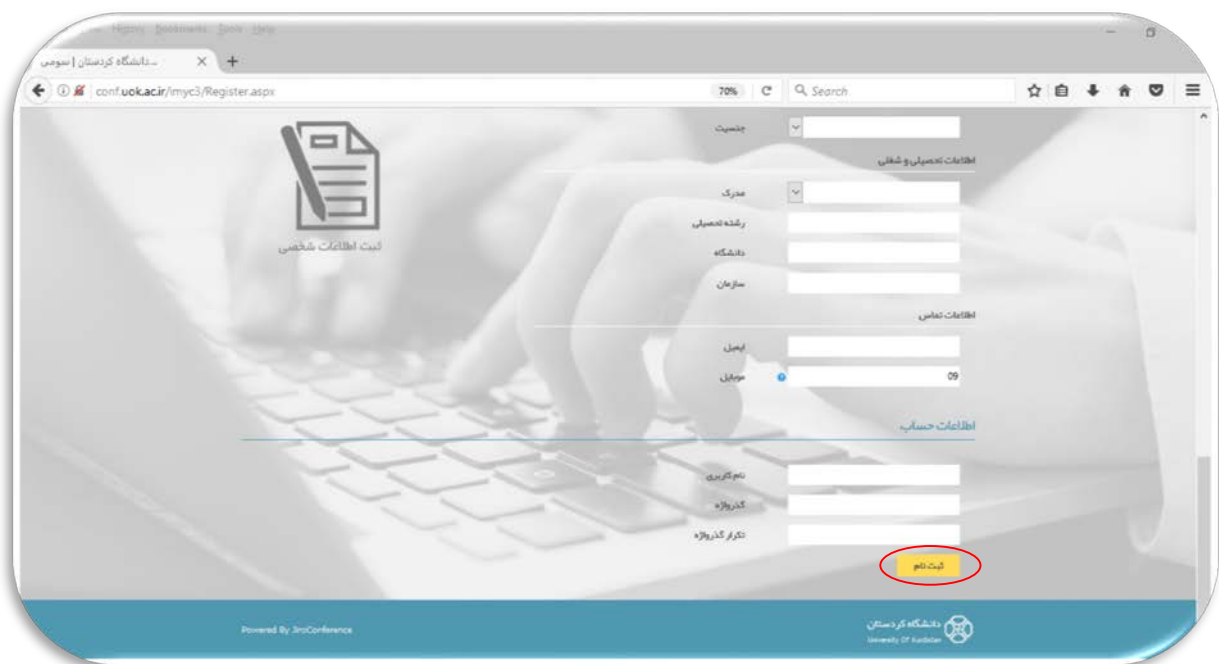 History Bookmarks Tools Help
دانشگاه کردستان | سومی...
conf.uok.ac.ir/imyc3/Register.aspx
70%
Search
جنسیت
اطلاعات تحصیلی و شغلی
مدرک
رشته تحصیلی
دانشگاه
سازمان
ثبت اطلاعات شخصی
اطلاعات تماس
ایمیل
موبایل
09
اطلاعات حساب
نام کاربری
گذرواژه
تکرار گذرواژه
ثبت نام
دانشگاه کردستان
University Of Kurdistan
Powered By JiroConference